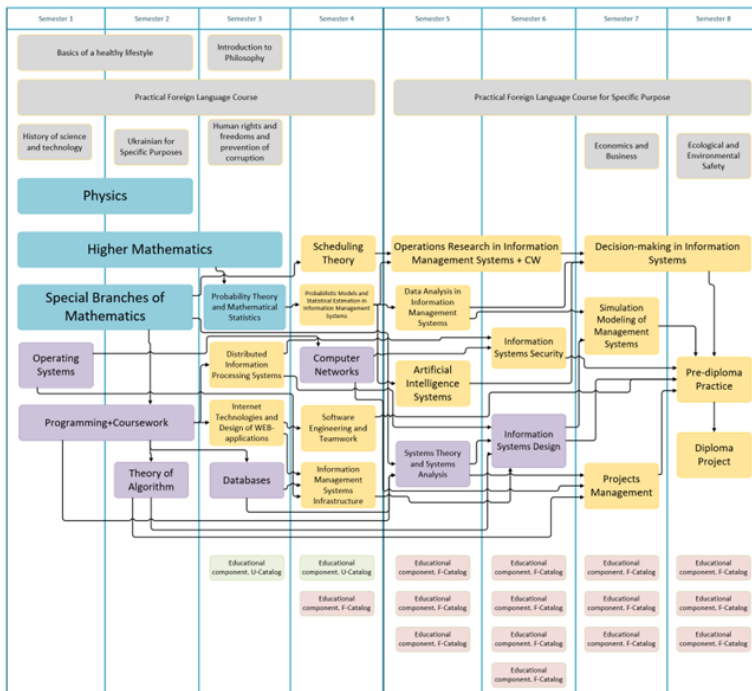 Semester 1
Semester 2
Semester 3
Semester 4
Semester 5
Semester 6
Semester 7
Semester 8
Basics of a healthy lifestyle
Introduction to
Philosophy
Practical Foreign Language Course
Practical Foreign Language Course for Specific Purpose
History of science
and technology
Ukrainian for
Specific Purposes
Human rights and
freedoms and
prevention of
corruption
Economics and
Business
Ecological and
Environmental
Safety
Physics
Higher Mathematics
Scheduling
Theory
Operations Research in Information
Management Systems + CW
Decision-making in Information
Systems
Special Branches of
Mathematics
Probability Theory
and Mathematical
Statistics
Probabilistic Models and
Statistical Estimation in
Information Management
Systems
Data Analysis in
Information
Management
Systems
Simulation
Modeling of
Management
Systems
Operating
Systems
Distributed
Information
Processing Systems
Computer
Networks
Information
Systems Security
Artificial
Intelligence
Systems
Pre-diploma
Practice
Programming+Coursework
Internet
Technologies and
Design of WEB-
applications
Software
Engineering and
Teamwork
Systems Theory
and Systems
Analysis
Information
Systems Design
Diploma
Project
Theory of
Algorithm
Databases
Information
Management
Systems
Infrastructure
Projects
Management
Educational
component. U-Catalog
Educational
component. U-Catalog
Educational
component. F-Catalog
Educational
component. F-Catalog
Educational
component. F-Catalog
Educational
component. F-Catalog
Educational
component. F-Catalog
Educational
component. F-Catalog
Educational
component. F-Catalog
Educational
component. F-Catalog
Educational
component. F-Catalog
Educational
component. F-Catalog
Educational
component. F-Catalog
Educational
component. F-Catalog
Educational
component. F-Catalog
Educational
component. F-Catalog
Educational
component. F-Catalog